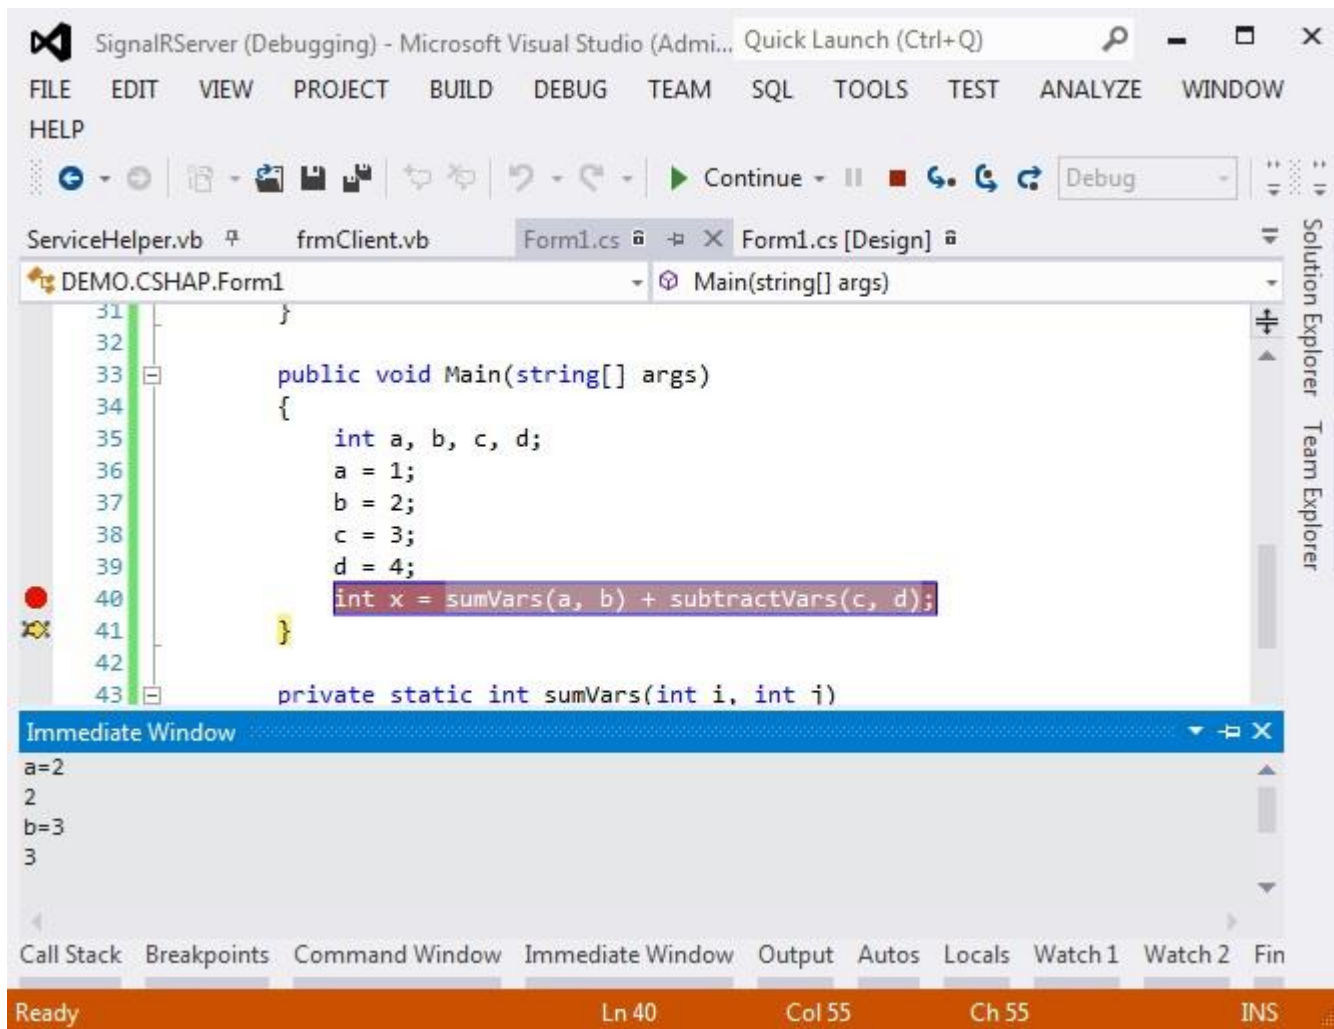 SignalRServer (Debugging) - Microsoft Visual Studio (Admi... Quick Launch (Ctrl+Q)
FILE EDIT VIEW PROJECT BUILD DEBUG TEAM SQL TOOLS TEST ANALYZE WINDOW
HELP
Continue Debug
ServiceHelper.vb frmClient.vb Form1.cs Form1.cs [Design]
DEMO.CSHAP.Form1 Main(string[] args)
31 }
32
33 public void Main(string[] args)
34 {
35 int a, b, c, d;
36 a = 1;
37 b = 2;
38 c = 3;
39 d = 4;
40 int x = sumVars(a, b) + subtractVars(c, d);
41 }
42
43 private static int sumVars(int i, int j)
Solution Explorer
Team Explorer
Immediate Window
a=2
2
b=3
3
Call Stack Breakpoints Command Window Immediate Window Output Autos Locals Watch 1 Watch 2 Fin
Ready Ln 40 Col 55 Ch 55 INS